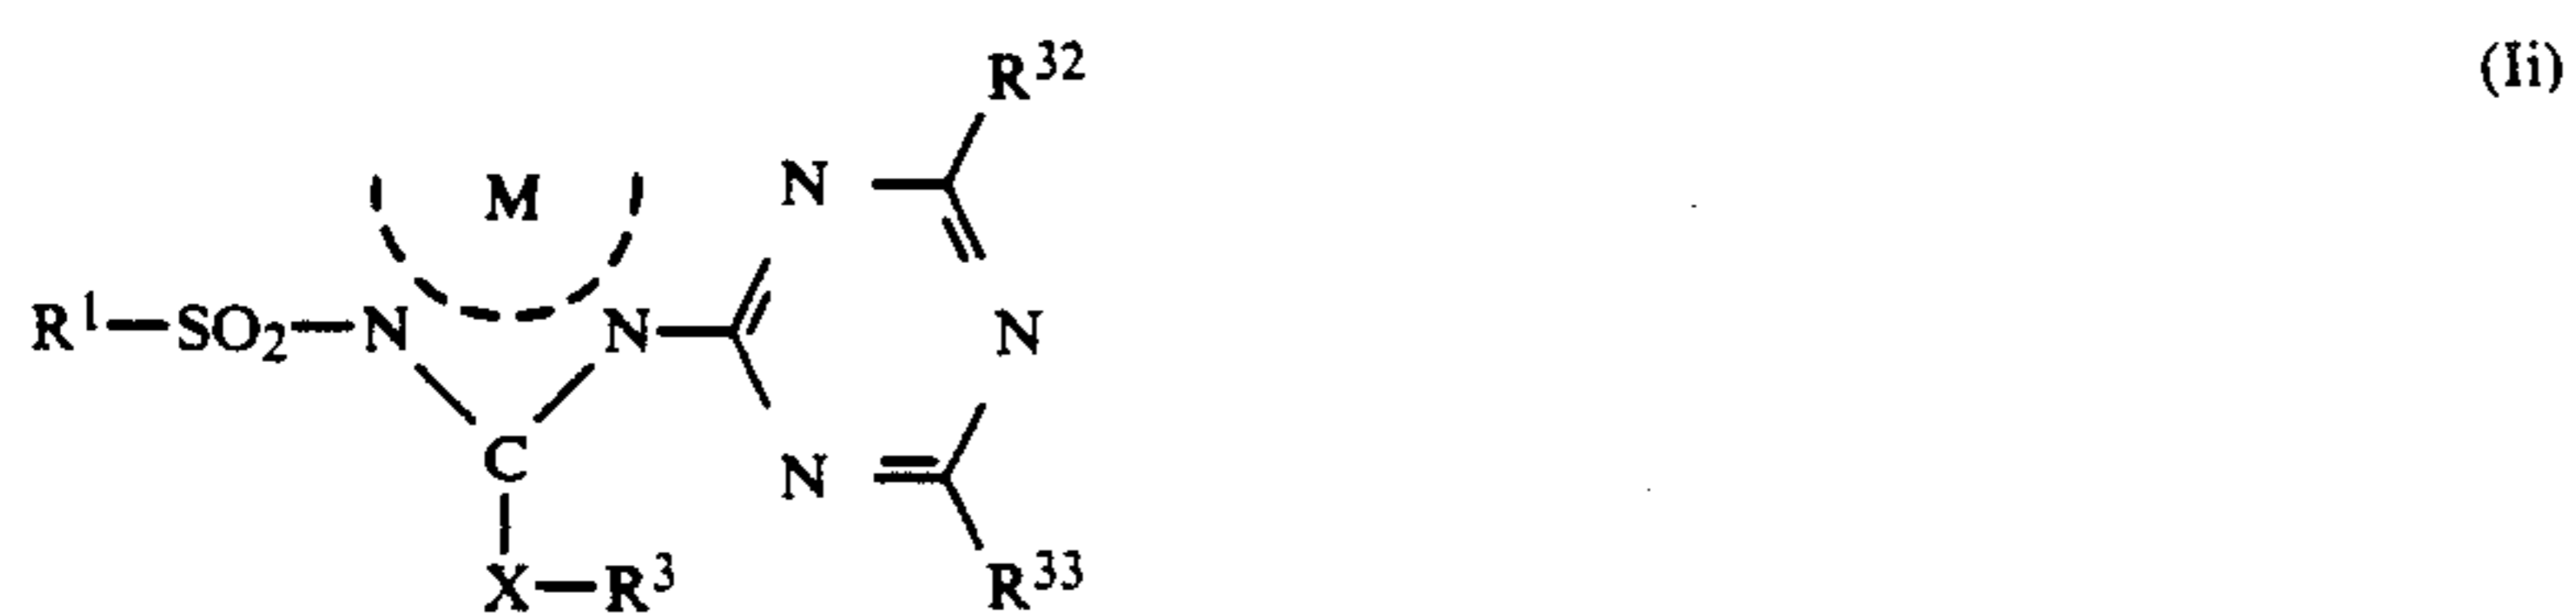 R³² (Ii)
N
M
R¹—SO₂—N N N
C N
X—R³ R³³